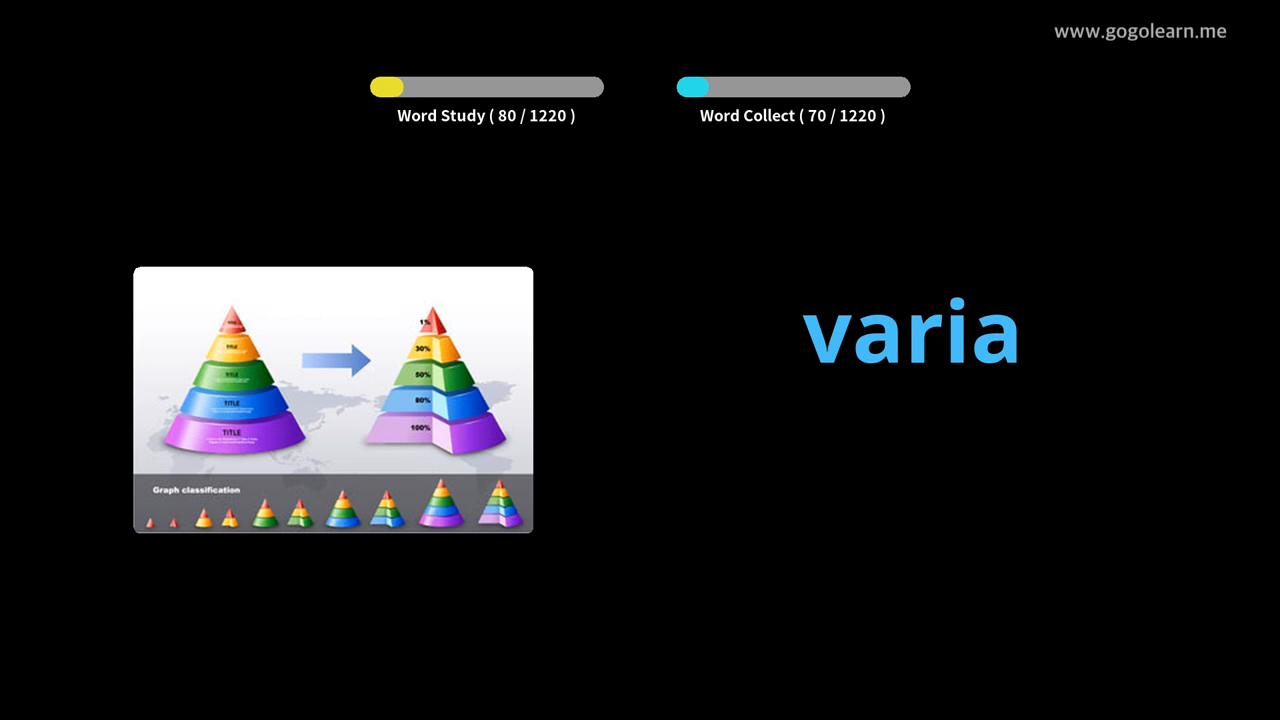 www.gogolearn.me
Word Study ( 80 / 1220 )
Word Collect ( 70 / 1220 )
varia
1%
TITLE
30%
TITLE
50%
TITLE
80%
TITLE
100%
Graph classification